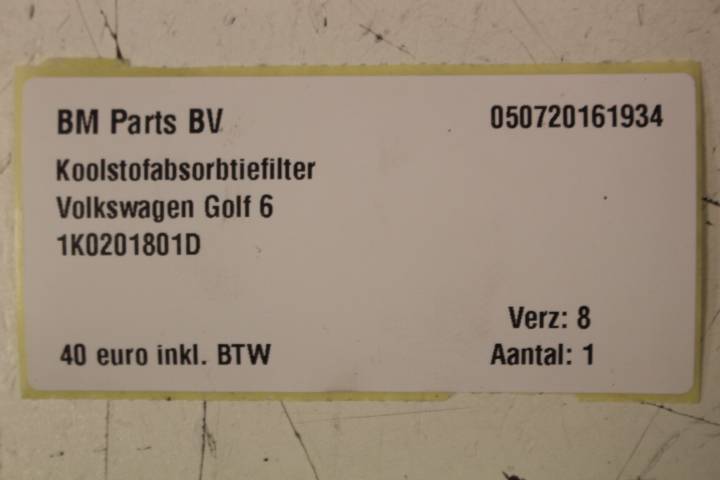 BM Parts BV 050720161934
Koolstofabsorbtiefilter
Volkswagen Golf 6
1K0201801D
Verz: 8
40 euro inkl. BTW Aantal: 1